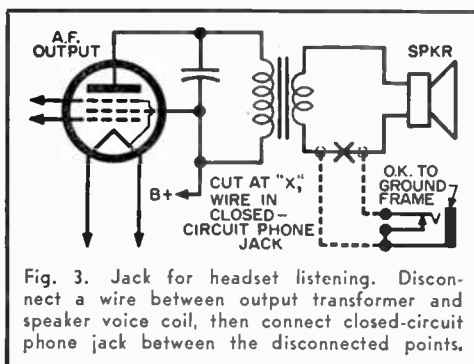 A.F.
OUTPUT
SPKR
B+
CUT AT "X,"
WIRE IN
CLOSED-
CIRCUIT PHONE
JACK
O.K. TO
GROUND
FRAME
Fig. 3. Jack for headset listening. Discon-
nect a wire between output transformer and
speaker voice coil, then connect closed-circuit
phone jack between the disconnected points.